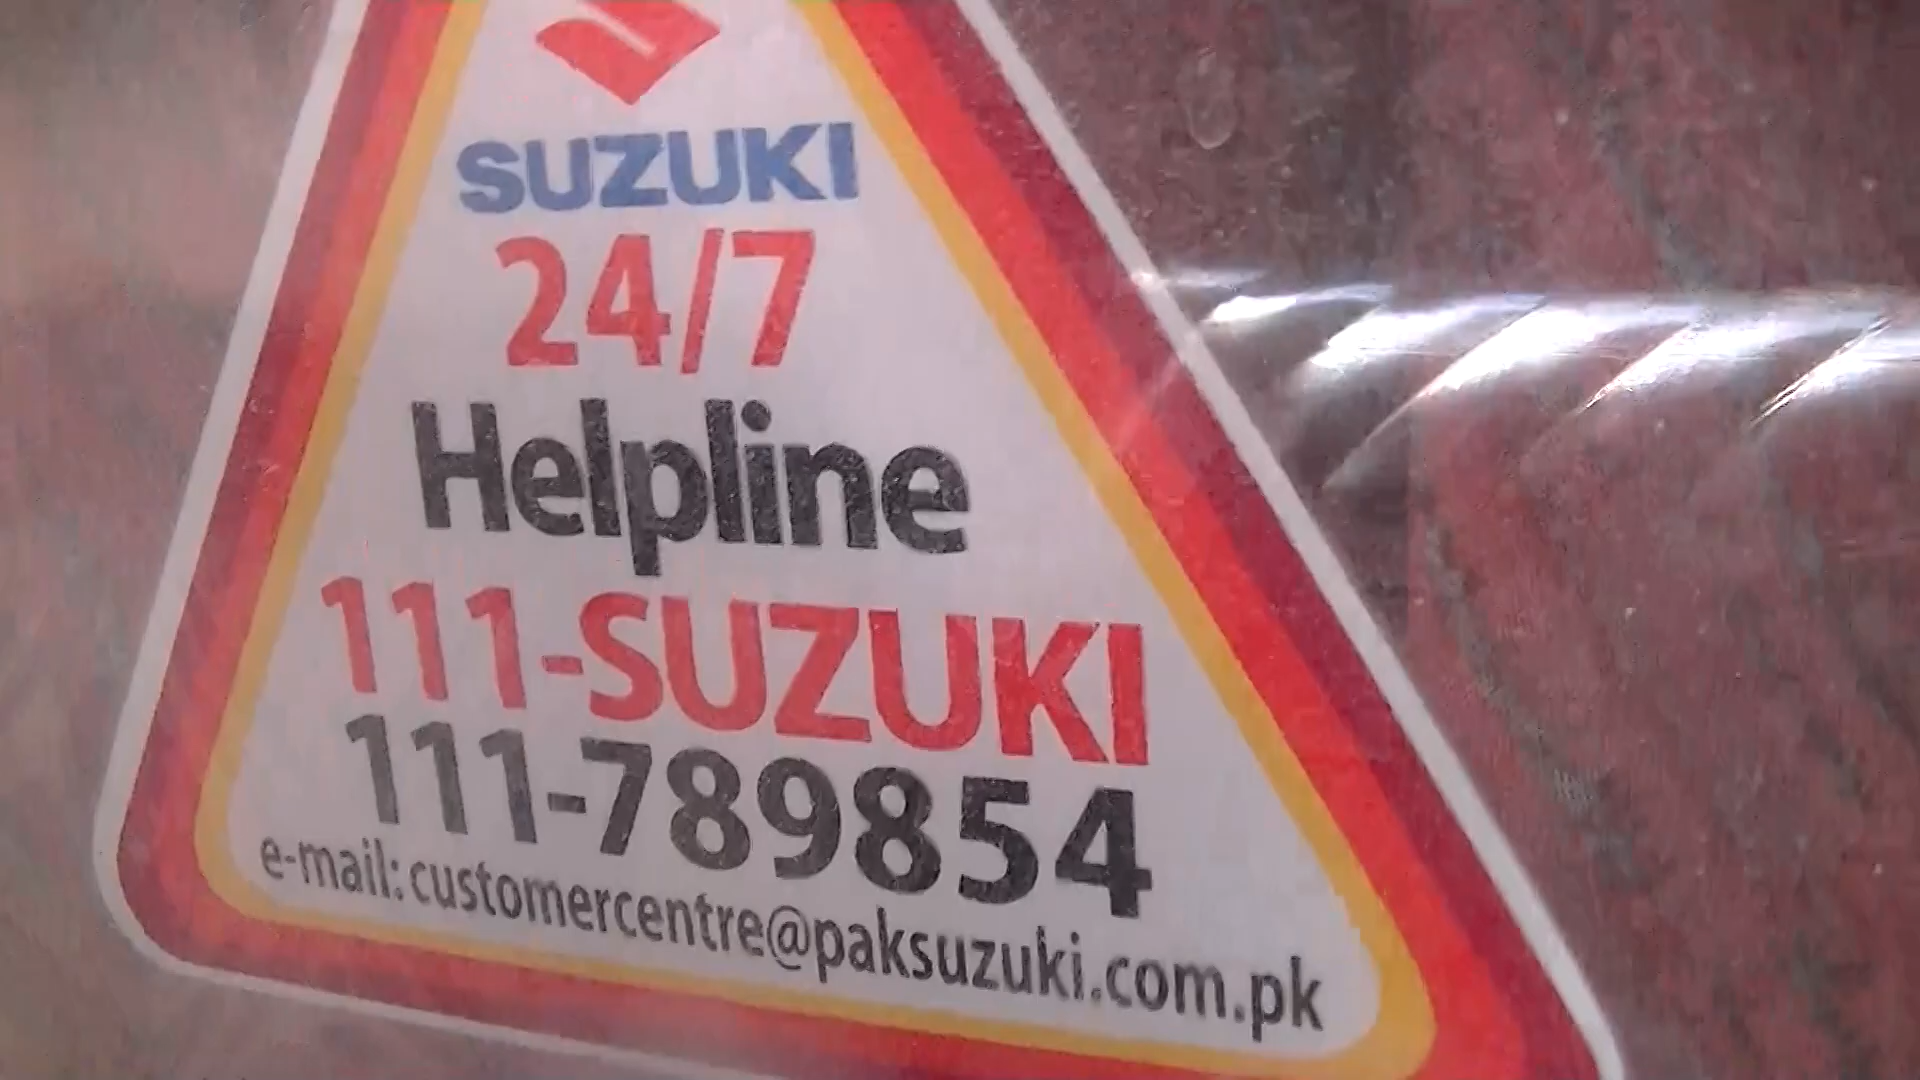 SUZUKI
24/7
Helpline
111-SUZUKI
111-789854
e-mail: customercentre@paksuzuki.com.pk